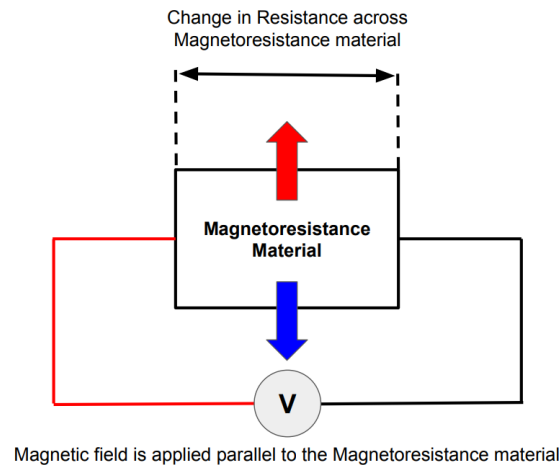 Change in Resistance across
Magnetoresistance material
Magnetoresistance
Material
V
Magnetic field is applied parallel to the Magnetoresistance material